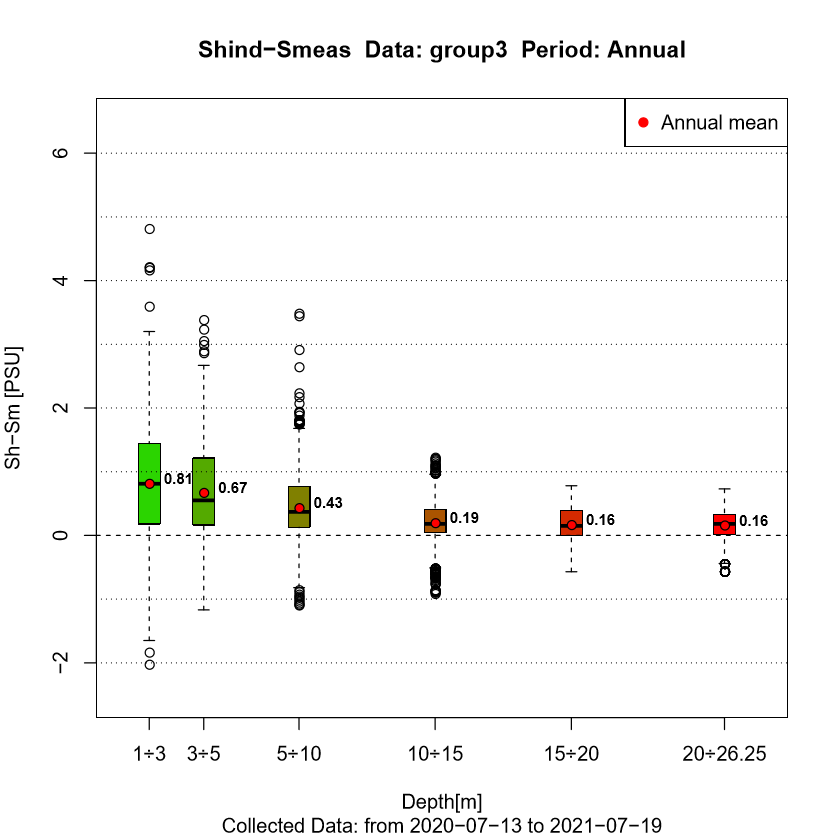 Shind−Smeas  Data: group3  Period: Annual
Annual mean
6
4
2
0
−2
Sh−Sm [PSU]
0.81
0.67
0.43
0.19
0.16
0.16
1÷3 3÷5 5÷10 10÷15 15÷20 20÷26.25
Depth[m]
Collected Data: from 2020−07−13 to 2021−07−19